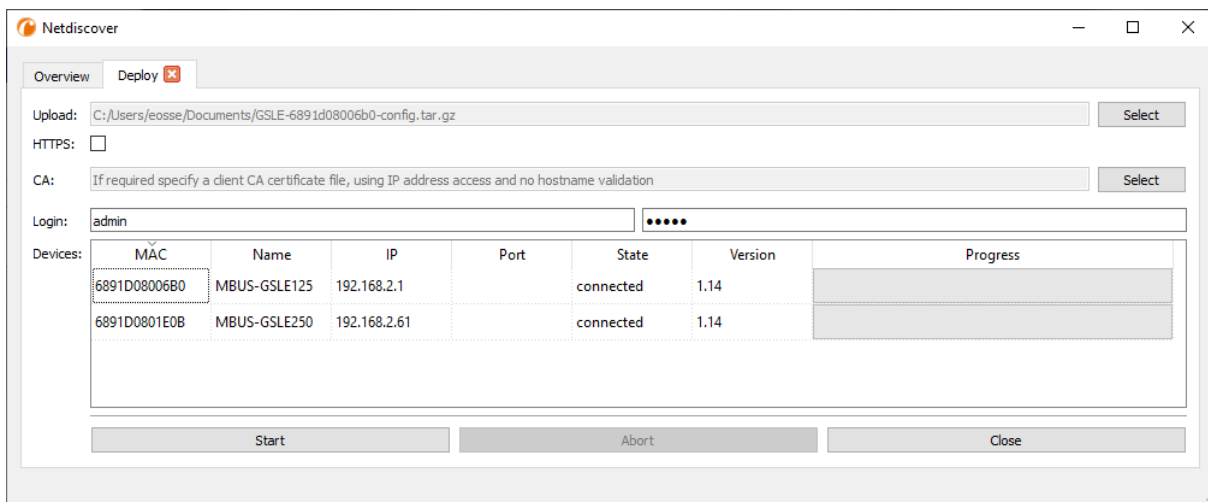 Netdiscover
Overview Deploy
Upload: C:/Users/eosse/Documents/GSLE-6891d08006b0-config.tar.gz Select
HTTPS:
CA: If required specify a client CA certificate file, using IP address access and no hostname validation Select
Login: admin •••••
Devices: MAC Name IP Port State Version Progress
6891D08006B0 MBUS-GSLE125 192.168.2.1 connected 1.14
6891D0801E0B MBUS-GSLE250 192.168.2.61 connected 1.14
Start Abort Close